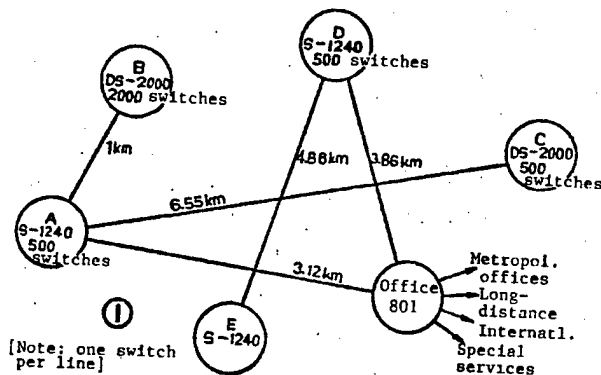 D
S-1240
500 switches
B
DS-2000
2000 switches
C
DS-2000
500
switches
1km
4.88km
3.86km
6.55km
A
S-1240
500
switches
3.12km
Office
801
Metropol.
offices
Long-
distance
Internatl.
Special
services
E
S-1240
1
[Note: one switch
per line]